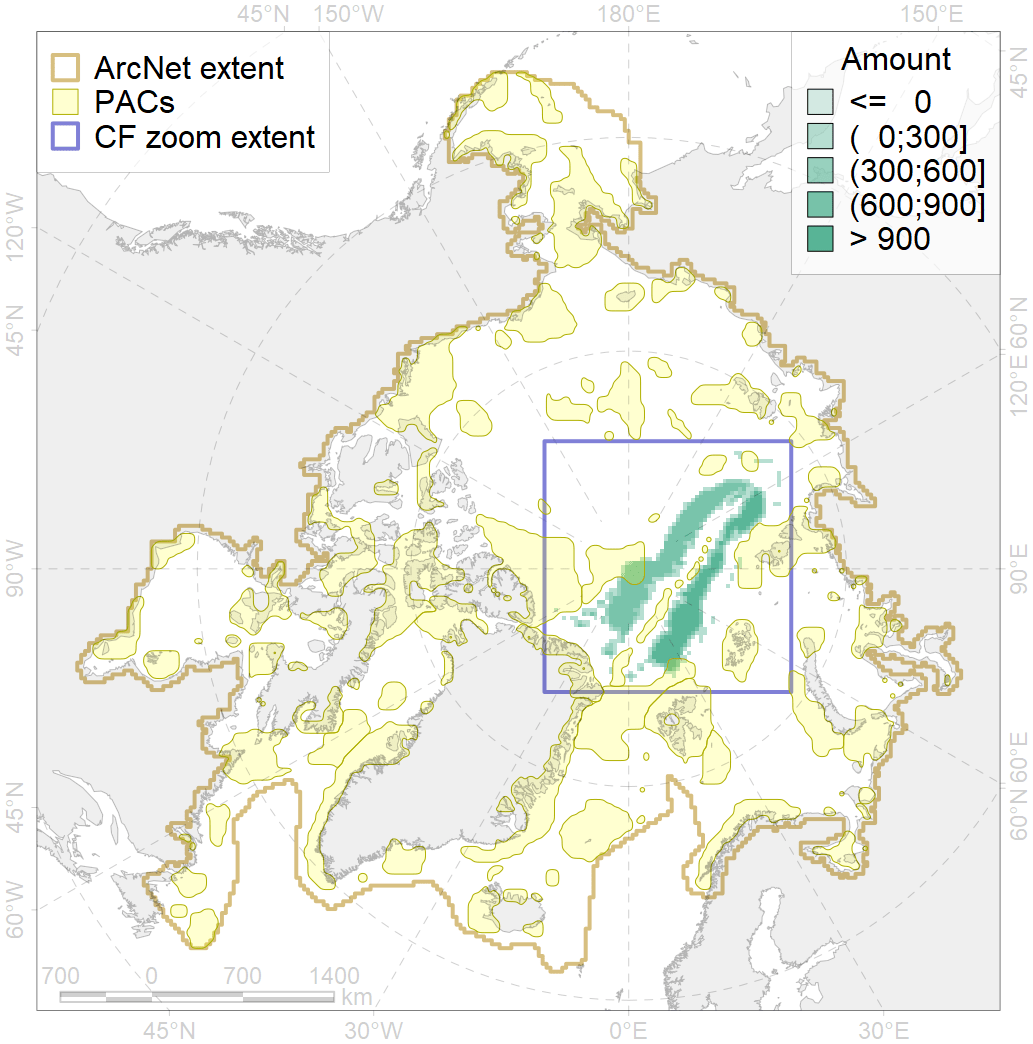 45°N 150°W 180°E 150°E
ArcNet extent
PACs
CF zoom extent
Amount
<= 0
( 0;300]
(300;600]
(600;900]
> 900
120°W
45°N
90°W
45°N
60°W
45°N
60°N
120°E
90°E
60°E
60°N
700 0 700 1400
km
45°W 30°W 0°E 30°E